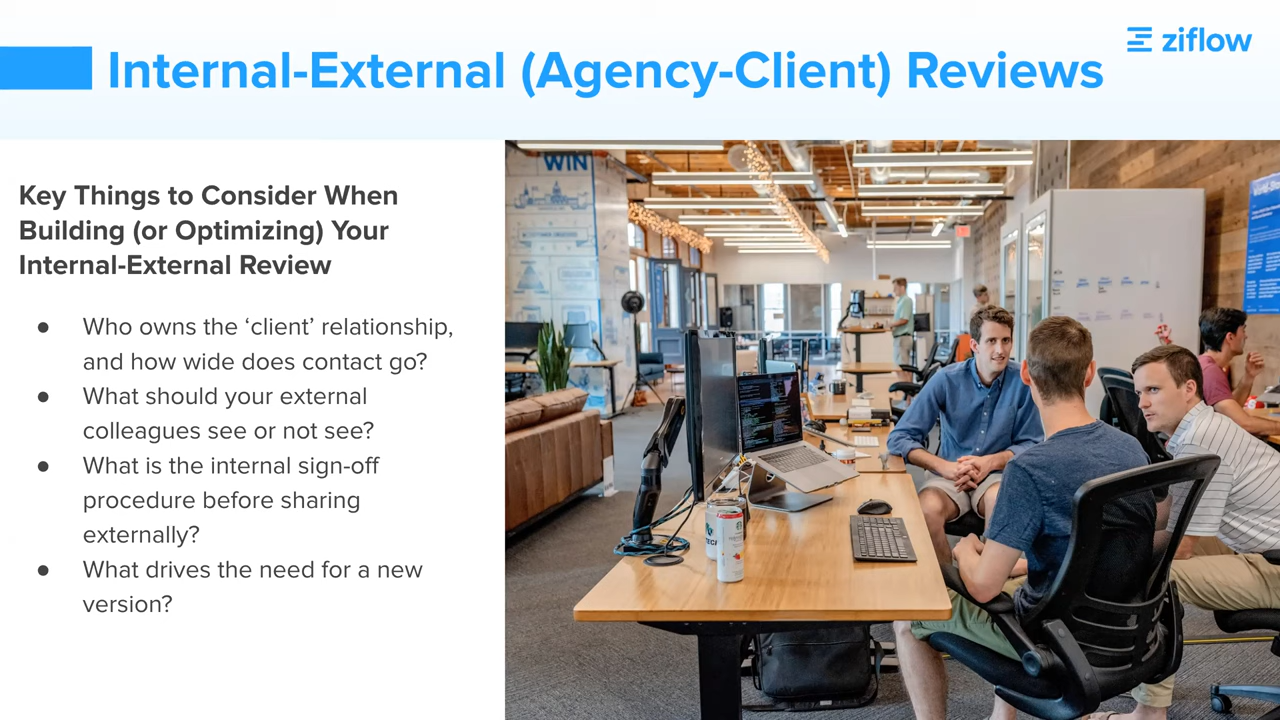 ziflow
Internal-External (Agency-Client) Reviews
Key Things to Consider When
Building (or Optimizing) Your
Internal-External Review
● Who owns the ‘client’ relationship,
and how wide does contact go?
● What should your external
colleagues see or not see?
● What is the internal sign-off
procedure before sharing
externally?
● What drives the need for a new
version?
WIN